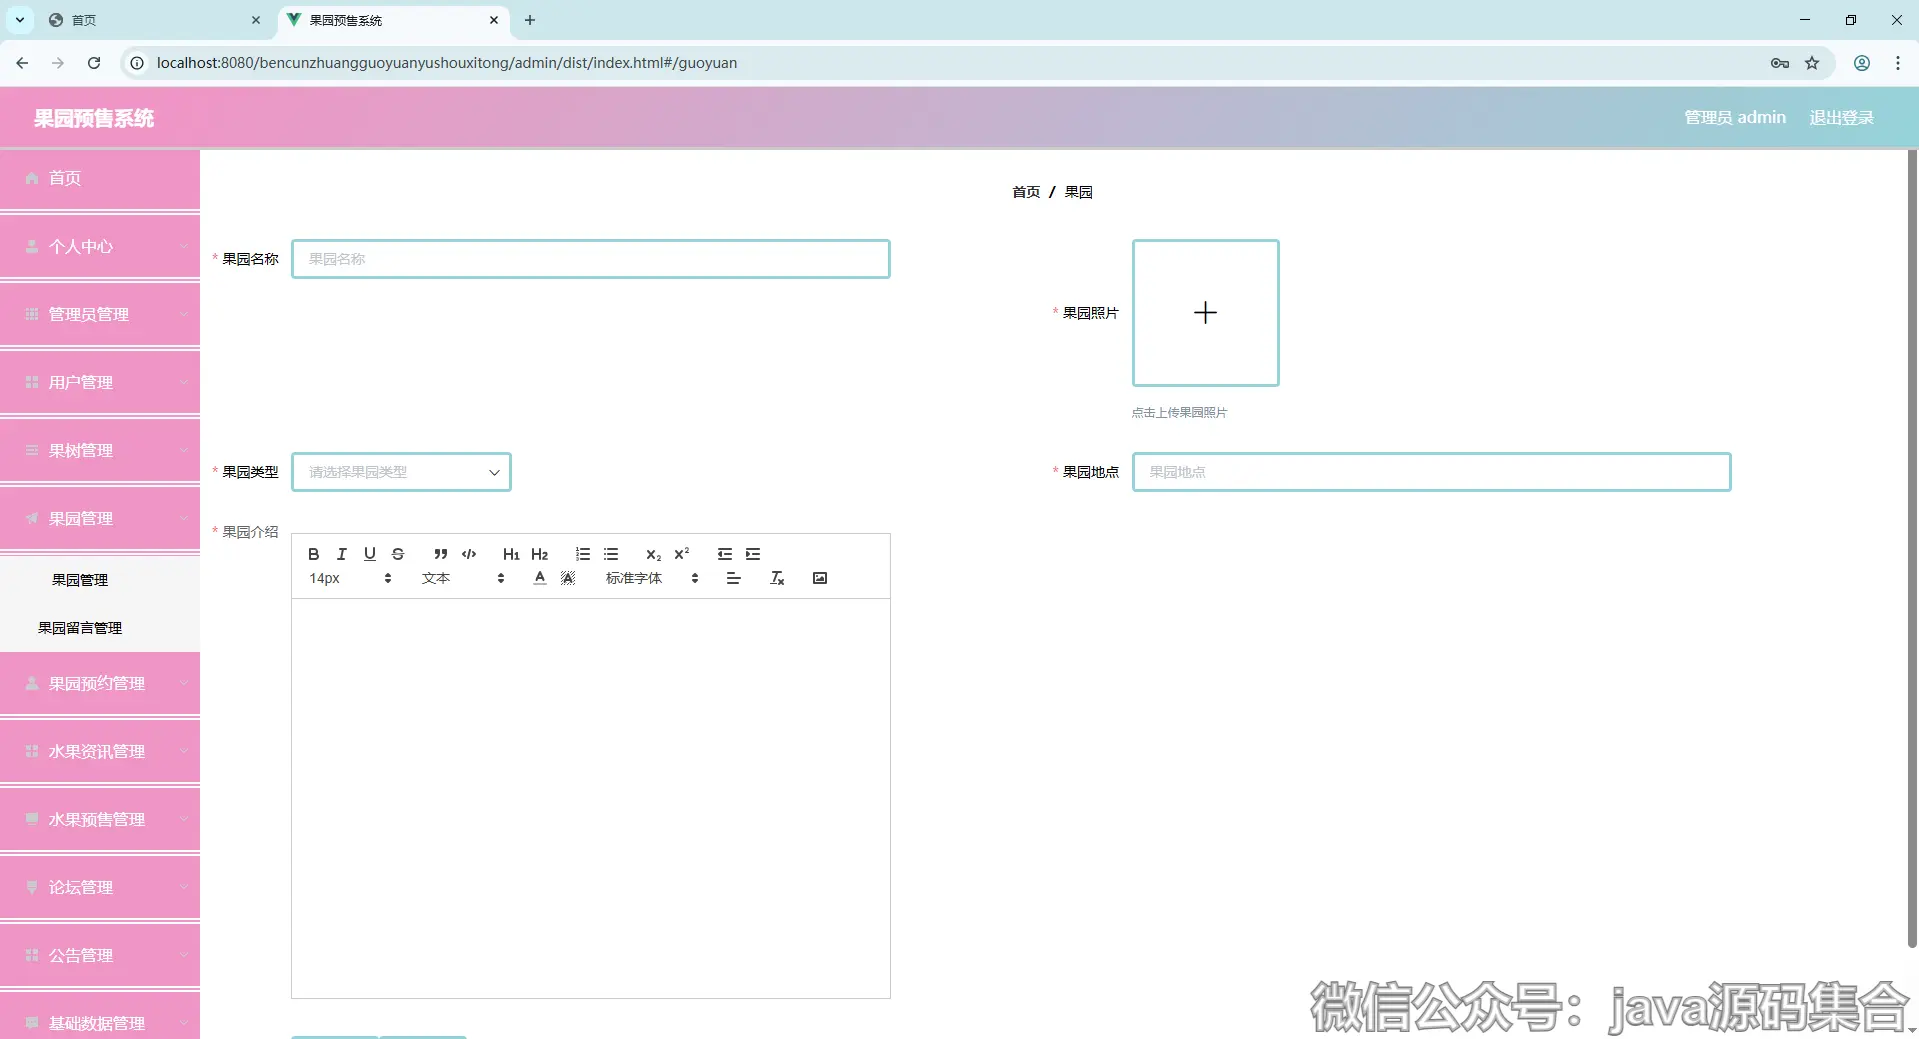 首页
果园预售系统
localhost:8080/bencunzhuangguoyuanyushouxitong/admin/dist/index.html#/guoyuan
果园预售系统
管理员 admin
退出登录
首页
个人中心
管理员管理
用户管理
果树管理
果园管理
果园管理
果园留言管理
果园预约管理
水果资讯管理
水果预售管理
论坛管理
公告管理
基础数据管理
首页 / 果园
* 果园名称
果园名称
* 果园照片
点击上传果园照片
* 果园类型
请选择果园类型
* 果园地点
果园地点
* 果园介绍
B I U S H1 H2 X2 X2
14px 文本 A A 标准字体 Tx
微信公众号：java源码集合